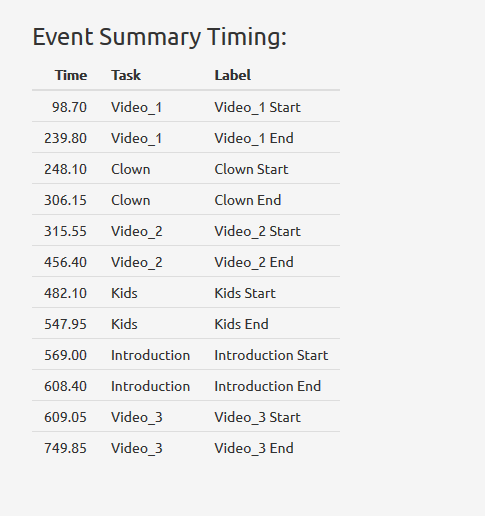 Event Summary Timing:
Time Task Label
98.70 Video_1 Video_1 Start
239.80 Video_1 Video_1 End
248.10 Clown Clown Start
306.15 Clown Clown End
315.55 Video_2 Video_2 Start
456.40 Video_2 Video_2 End
482.10 Kids Kids Start
547.95 Kids Kids End
569.00 Introduction Introduction Start
608.40 Introduction Introduction End
609.05 Video_3 Video_3 Start
749.85 Video_3 Video_3 End